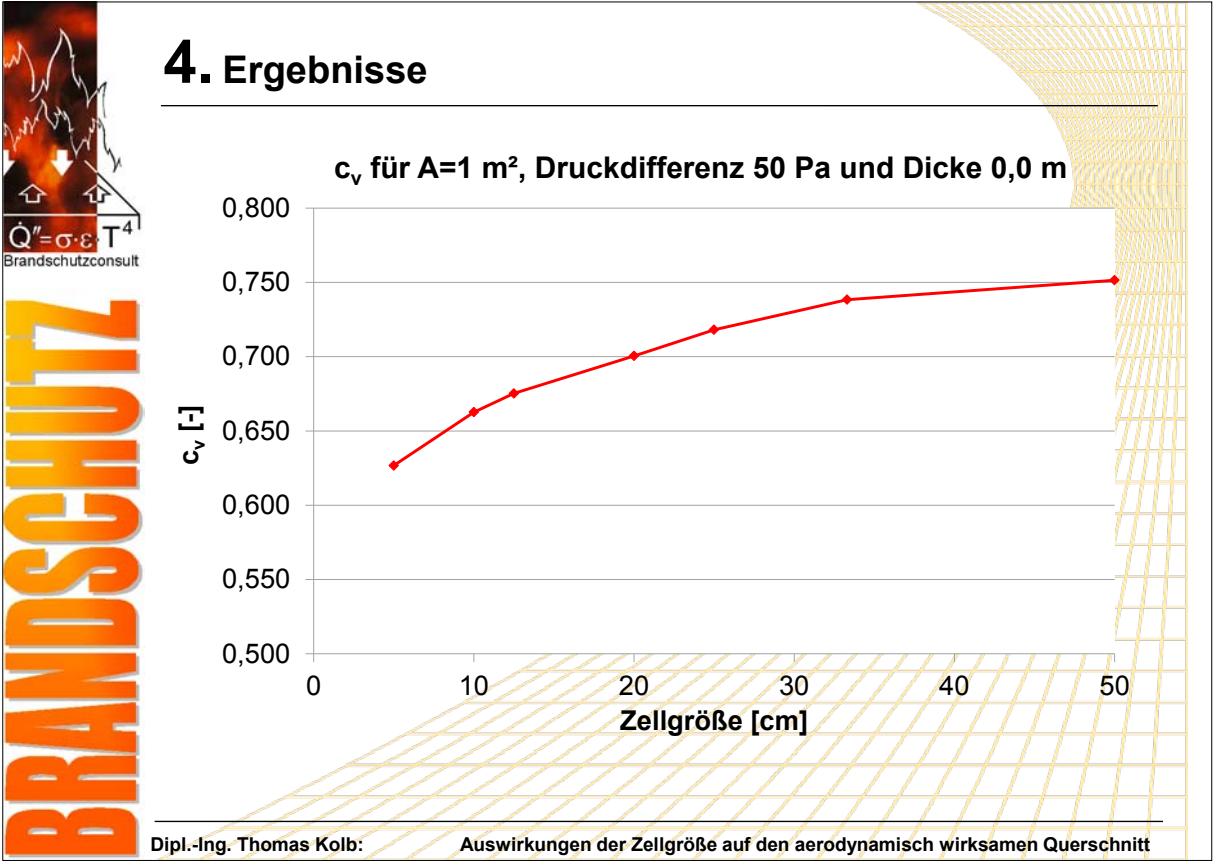 4. Ergebnisse
c_v für A=1 m², Druckdifferenz 50 Pa und Dicke 0,0 m
Q̇″=σ·ε·T⁴
Brandschutzconsult
BRANDSCHUTZ
0,800
0,750
0,700
0,650
0,600
0,550
0,500
c_v [-]
0 10 20 30 40 50
Zellgröße [cm]
Dipl.-Ing. Thomas Kolb: Auswirkungen der Zellgröße auf den aerodynamisch wirksamen Querschnitt